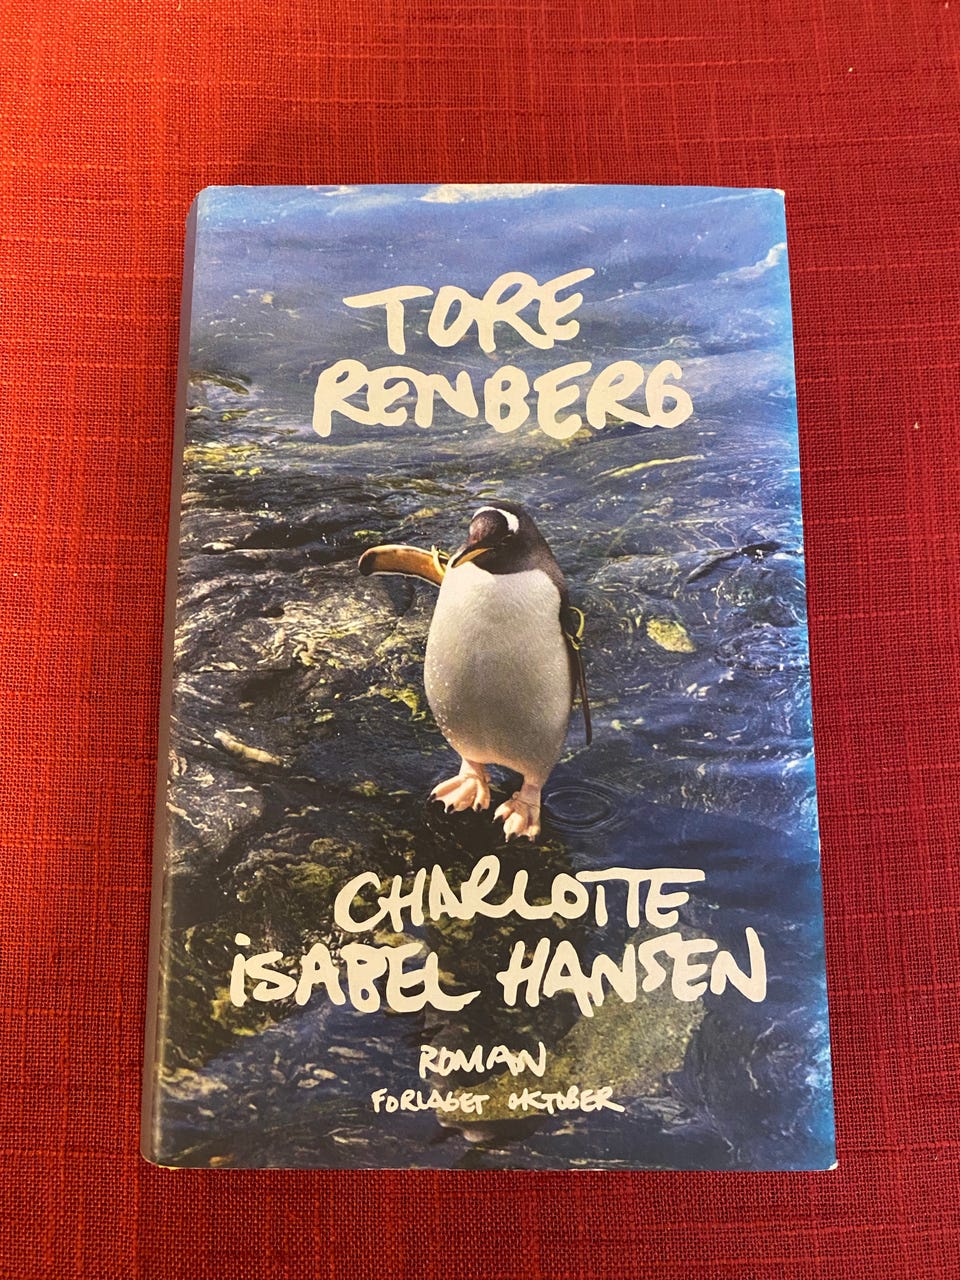 TORE
RENBERG
CHARLOTTE
ISABEL HANSEN
ROMAN
FORLAGET OKTOBER